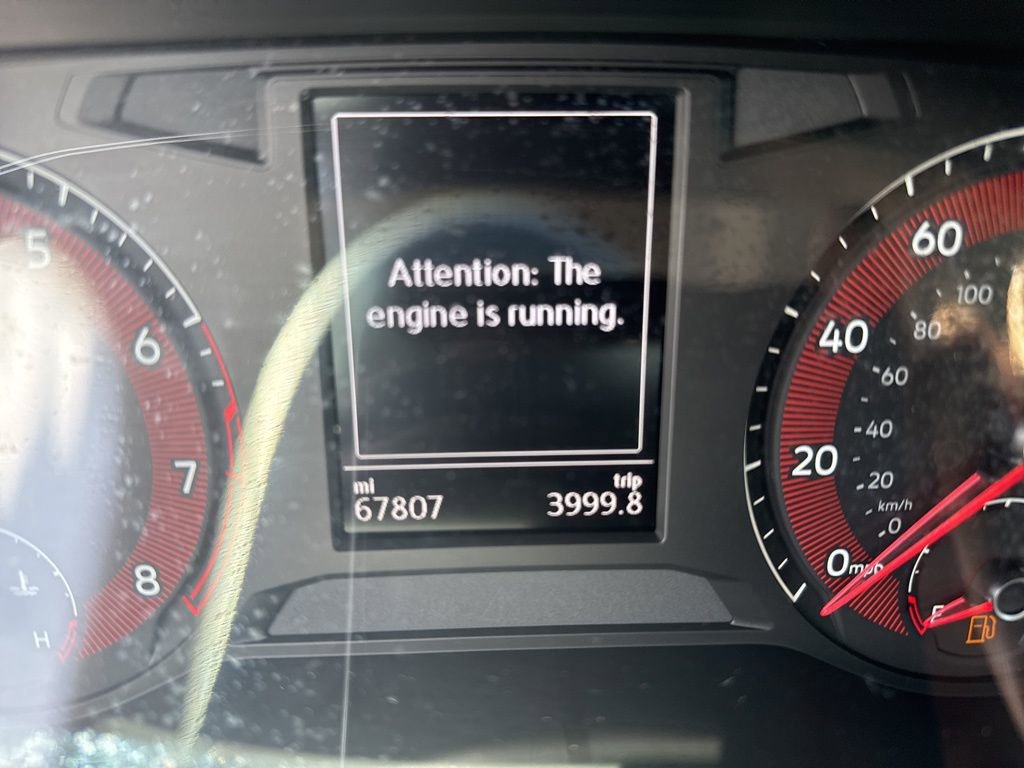 Attention: The
engine is running.
mi
67807
trip
3999.8
5
6
7
8
H
60
40
20
0 mph
100
80
60
40
20
km/h
0
E